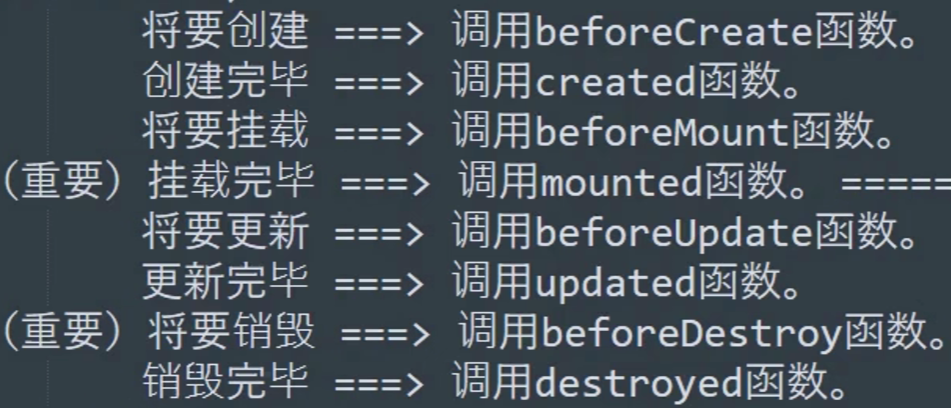 将要创建 ===> 调用beforeCreate函数。
创建完毕 ===> 调用created函数。
将要挂载 ===> 调用beforeMount函数。
(重要) 挂载完毕 ===> 调用mounted函数。 =====
将要更新 ===> 调用beforeUpdate函数。
更新完毕 ===> 调用updated函数。
(重要) 将要销毁 ===> 调用beforeDestroy函数。
销毁完毕 ===> 调用destroyed函数。